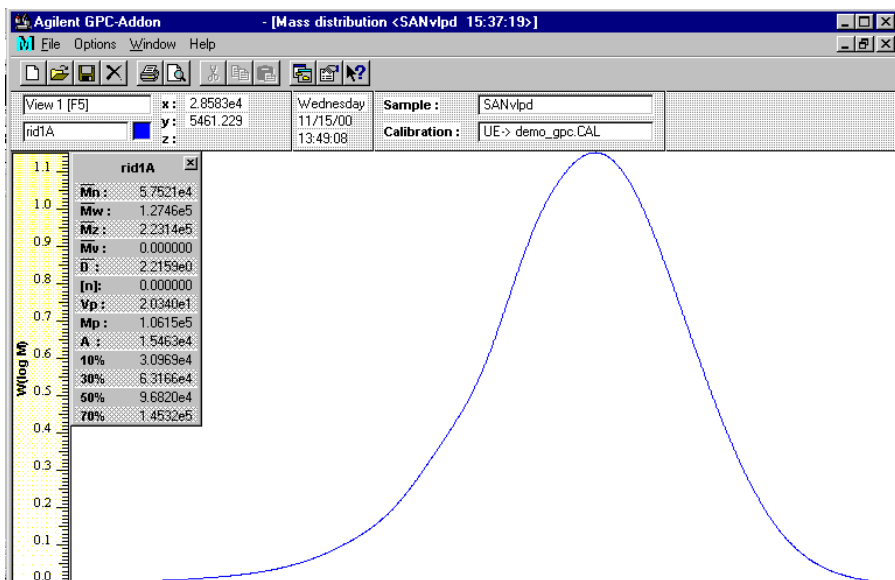 Agilent GPC-Addon - [Mass distribution <SANvlpd 15:37:19>]
File Options Window Help
View 1 [F5]
rid1A
x : 2.8583e4
y : 5461.229
z :
Wednesday
11/15/00
13:49:08
Sample : SANvlpd
Calibration : UE-> demo_gpc.CAL
rid1A
Mn : 5.7521e4
Mw : 1.2746e5
Mz : 2.2314e5
Mv : 0.000000
D : 2.2159e0
[n]: 0.000000
Vp : 2.0340e1
Mp : 1.0615e5
A : 1.5463e4
10% 3.0969e4
30% 6.3166e4
50% 9.6820e4
70% 1.4532e5
W(log M)
1.1
1.0
0.9
0.8
0.7
0.6
0.5
0.4
0.3
0.2
0.1
0.0